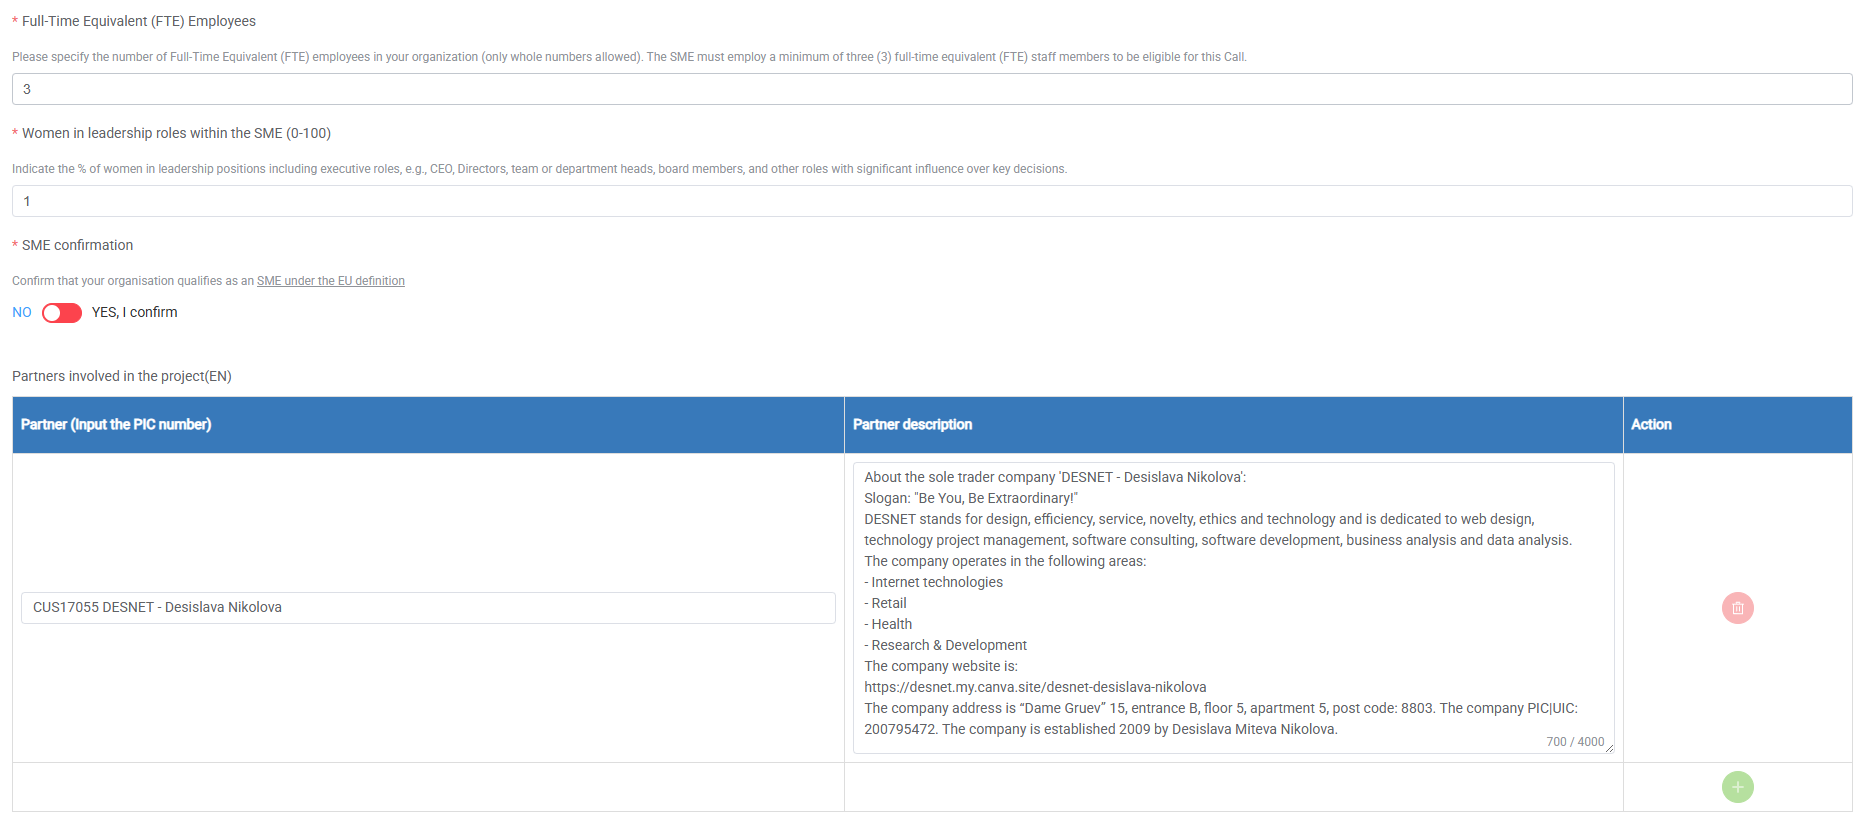 * Full-Time Equivalent (FTE) Employees
Please specify the number of Full-Time Equivalent (FTE) employees in your organization (only whole numbers allowed). The SME must employ a minimum of three (3) full-time equivalent (FTE) staff members to be eligible for this Call.
3
* Women in leadership roles within the SME (0-100)
Indicate the % of women in leadership positions including executive roles, e.g., CEO, Directors, team or department heads, board members, and other roles with significant influence over key decisions.
1
* SME confirmation
Confirm that your organisation qualifies as an SME under the EU definition
NO YES, I confirm
Partners involved in the project(EN)
Partner (Input the PIC number) Partner description Action
CUS17055 DESNET - Desislava Nikolova
About the sole trader company 'DESNET - Desislava Nikolova':
Slogan: "Be You, Be Extraordinary!"
DESNET stands for design, efficiency, service, novelty, ethics and technology and is dedicated to web design,
technology project management, software consulting, software development, business analysis and data analysis.
The company operates in the following areas:
- Internet technologies
- Retail
- Health
- Research & Development
The company website is:
https://desnet.my.canva.site/desnet-desislava-nikolova
The company address is “Dame Gruev” 15, entrance B, floor 5, apartment 5, post code: 8803. The company PIC|UIC:
200795472. The company is established 2009 by Desislava Miteva Nikolova.
700 / 4000